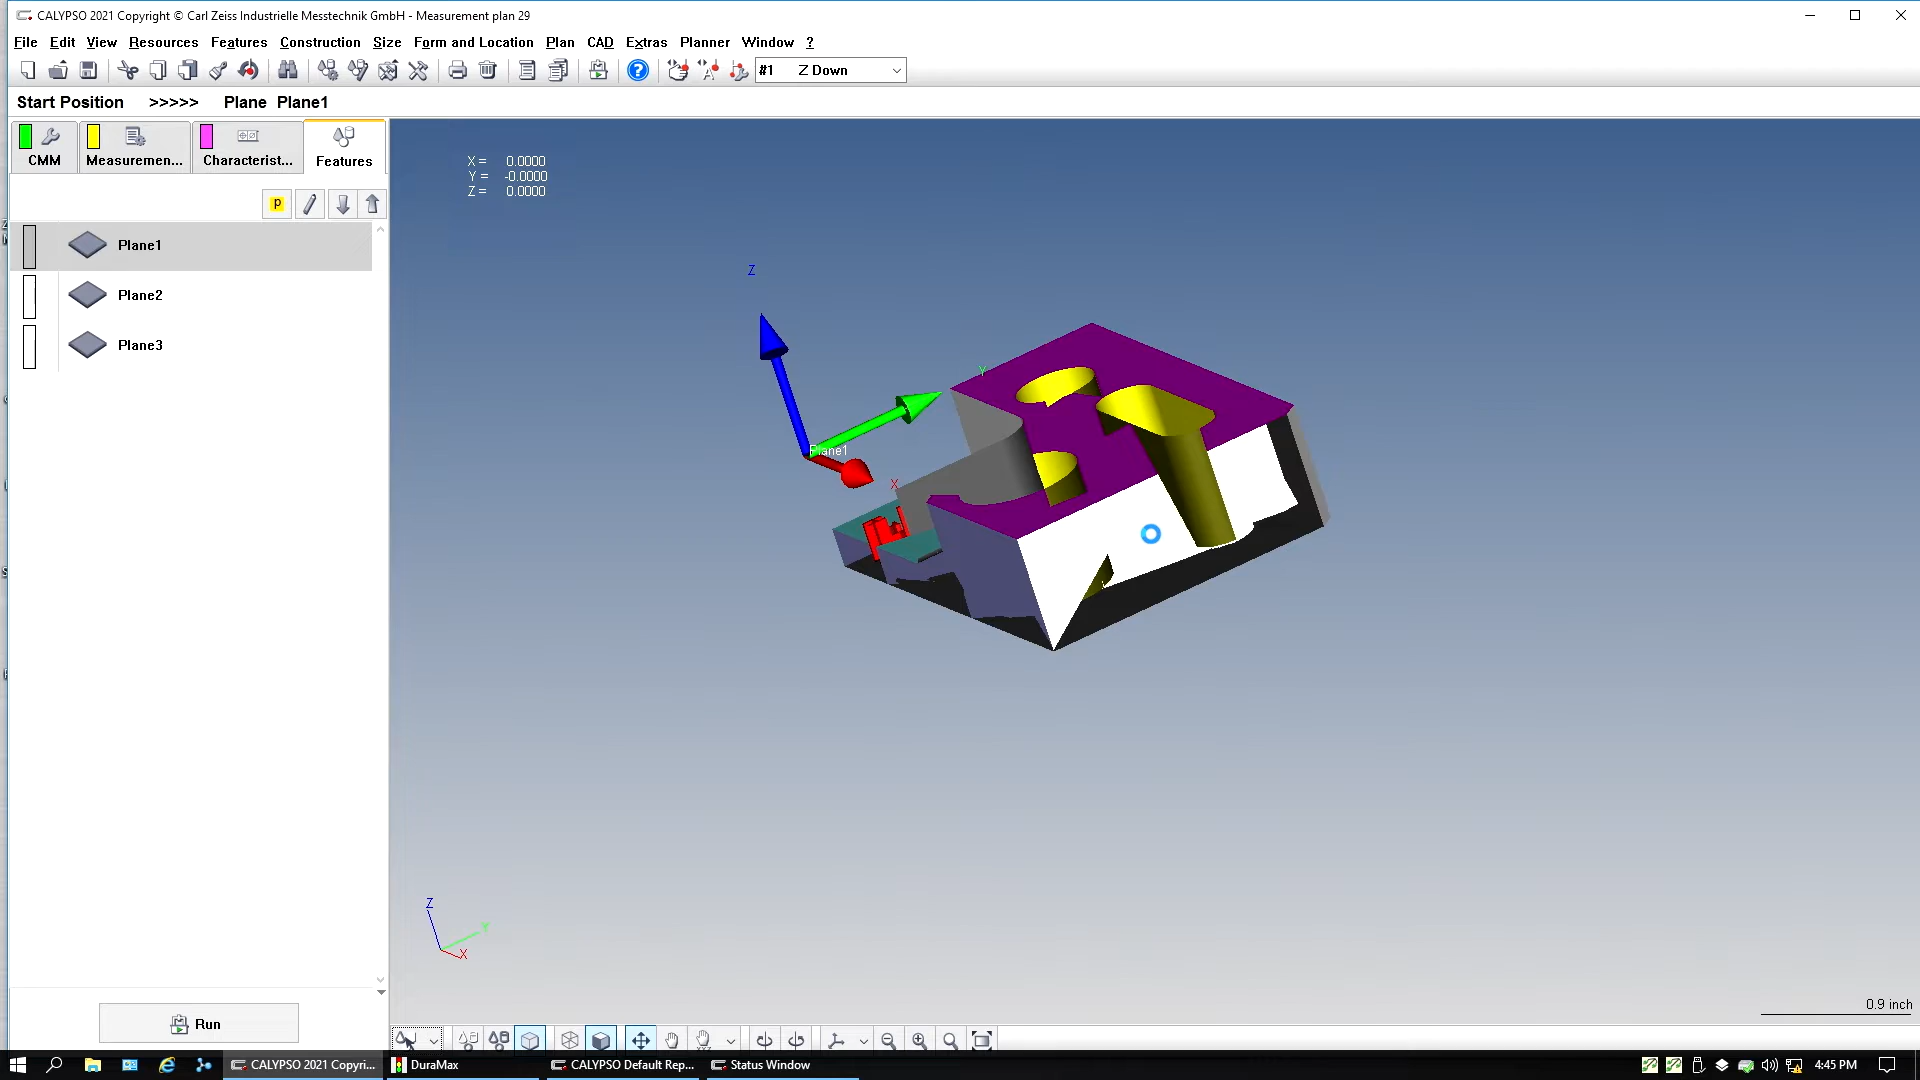 CALYPSO 2021 Copyright © Carl Zeiss Industrielle Messtechnik GmbH - Measurement plan 29
File Edit View Resources Features Construction Size Form and Location Plan CAD Extras Planner Window ?
#1 Z Down
Start Position >>>>> Plane Plane1
CMM Measuremen... Characterist... Features
X = 0.0000
Y = -0.0000
Z = 0.0000
P
Plane1
Plane2
Plane3
Z
Y
Plane1
X
Z
Y
X
0.9 inch
Run
CALYPSO 2021 Copyri... DuraMax CALYPSO Default Rep... Status Window 4:45 PM